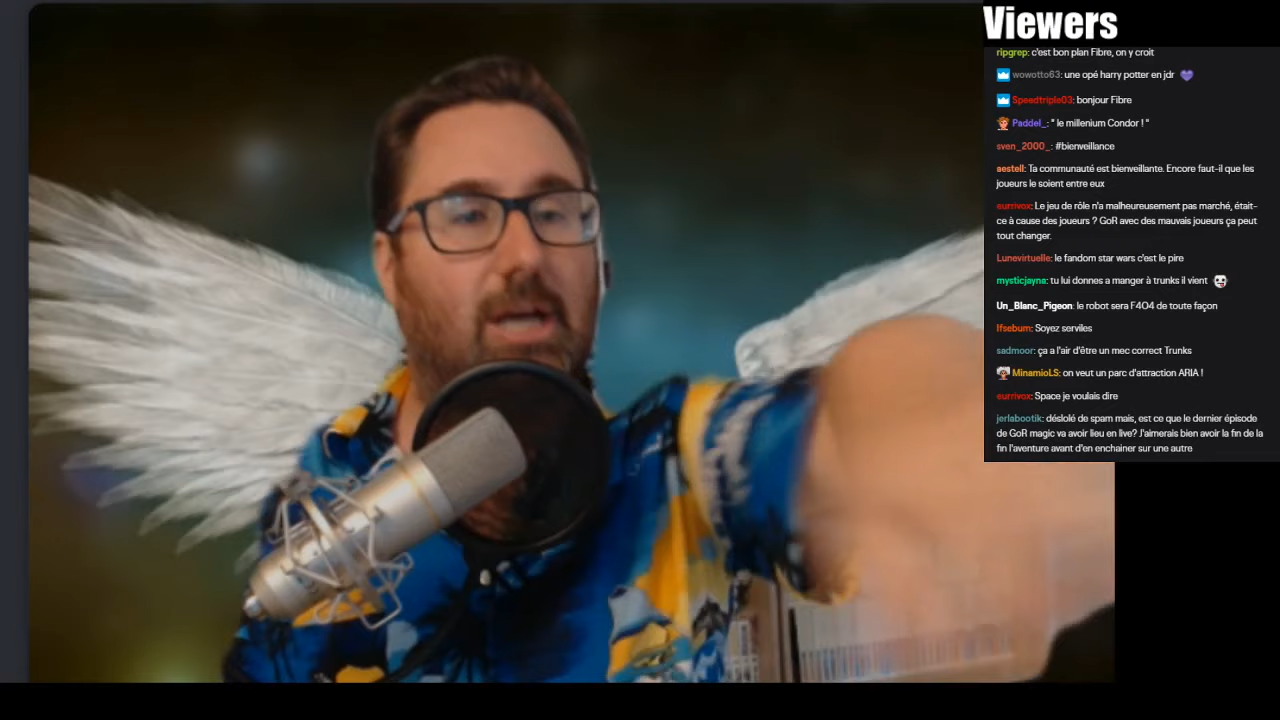 Viewers
ripgrep: c'est bon plan Fibre, on y croit
wowotto63: une opé harry potter en jdr
Speedtriple03: bonjour Fibre
Paddel_: " le millenium Condor ! "
sven_2000_: #bienveillance
aestell: Ta communauté est bienveillante. Encore faut-il que les
joueurs le soient entre eux
eurrivox: Le jeu de rôle n'a malheureusement pas marché, était-
ce à cause des joueurs ? GoR avec des mauvais joueurs ça peut
tout changer.
Lunevirtuelle: le fandom star wars c'est le pire
mysticjayna: tu lui donnes a manger à trunks il vient
Un_Blanc_Pigeon: le robot sera F4O4 de toute façon
lfsebum: Soyez serviles
sadmoor: ça a l'air d'être un mec correct Trunks
MinamioLS: on veut un parc d'attraction ARIA !
eurrivox: Space je voulais dire
jerlabootik: déslolé de spam mais, est ce que le dernier épisode
de GoR magic va avoir lieu en live? J'aimerais bien avoir la fin de
la fin l'aventure avant d'en enchainer sur une autre